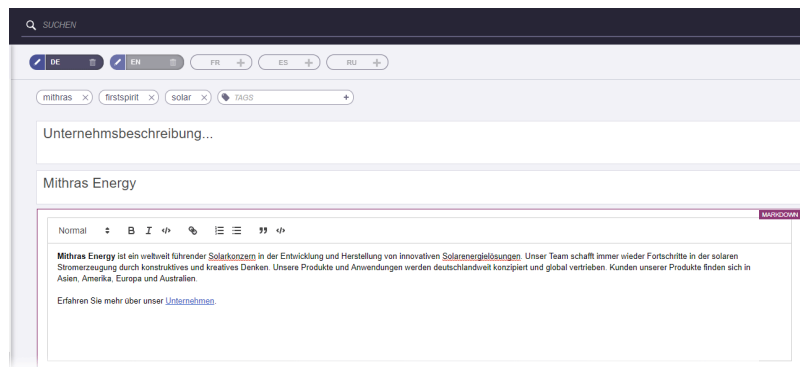 SUCHEN
DE EN FR + ES + RU +
mithras × firstspirit × solar × TAGS +
Unternehmsbeschreibung...
Mithras Energy
MARKDOWN
Normal B I </> </>
Mithras Energy ist ein weltweit führender Solarkonzern in der Entwicklung und Herstellung von innovativen Solarenergielösungen. Unser Team schafft immer wieder Fortschritte in der solaren
Stromerzeugung durch konstruktives und kreatives Denken. Unsere Produkte und Anwendungen werden deutschlandweit konzipiert und global vertrieben. Kunden unserer Produkte finden sich in
Asien, Amerika, Europa und Australien.
Erfahren Sie mehr über unser Unternehmen.